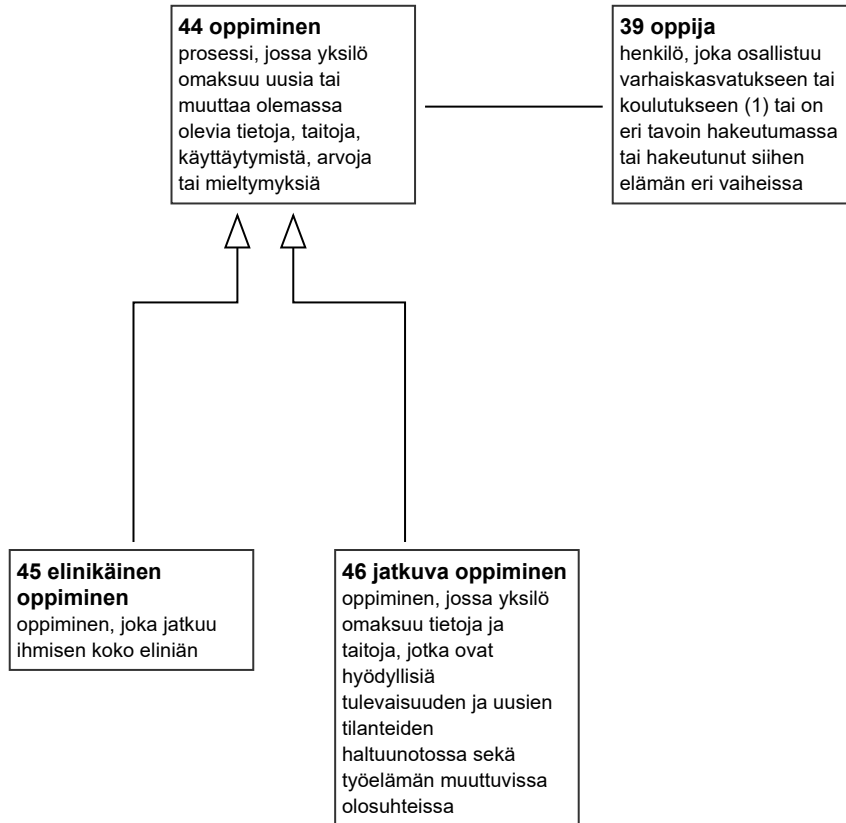 44 oppiminen
prosessi, jossa yksilö
omaksuu uusia tai
muuttaa olemassa
olevia tietoja, taitoja,
käyttäytymistä, arvoja
tai mieltymyksiä
39 oppija
henkilö, joka osallistuu
varhaiskasvatukseen tai
koulutukseen (1) tai on
eri tavoin hakeutumassa
tai hakeutunut siihen
elämän eri vaiheissa
45 elinikäinen
oppiminen
oppiminen, joka jatkuu
ihmisen koko eliniän
46 jatkuva oppiminen
oppiminen, jossa yksilö
omaksuu tietoja ja
taitoja, jotka ovat
hyödyllisiä
tulevaisuuden ja uusien
tilanteiden
haltuunotossa sekä
työelämän muuttuvissa
olosuhteissa